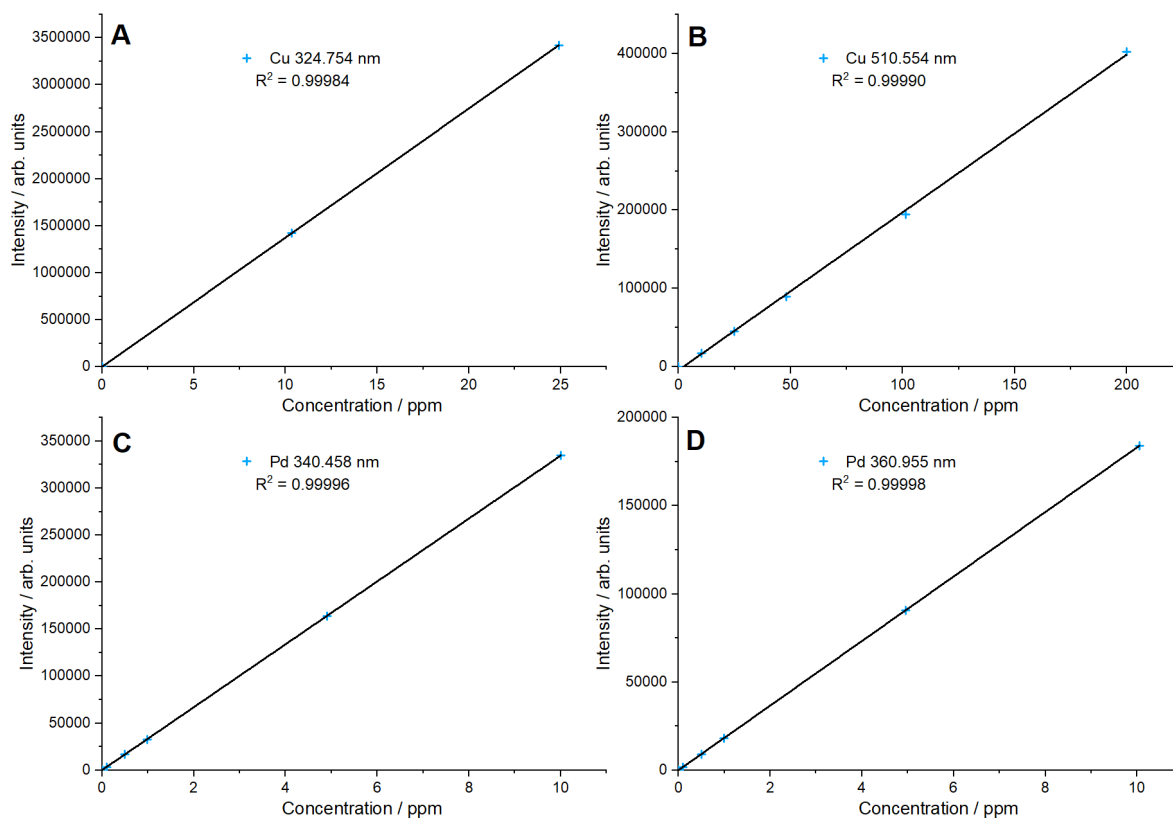 A
Cu 324.754 nm
R² = 0.99984
3500000
3000000
2500000
2000000
1500000
1000000
500000
0
Intensity / arb. units
0 5 10 15 20 25
Concentration / ppm
B
Cu 510.554 nm
R² = 0.99990
400000
300000
200000
100000
0
Intensity / arb. units
0 50 100 150 200
Concentration / ppm
C
Pd 340.458 nm
R² = 0.99996
350000
300000
250000
200000
150000
100000
50000
0
Intensity / arb. units
0 2 4 6 8 10
Concentration / ppm
D
Pd 360.955 nm
R² = 0.99998
200000
150000
100000
50000
0
Intensity / arb. units
0 2 4 6 8 10
Concentration / ppm